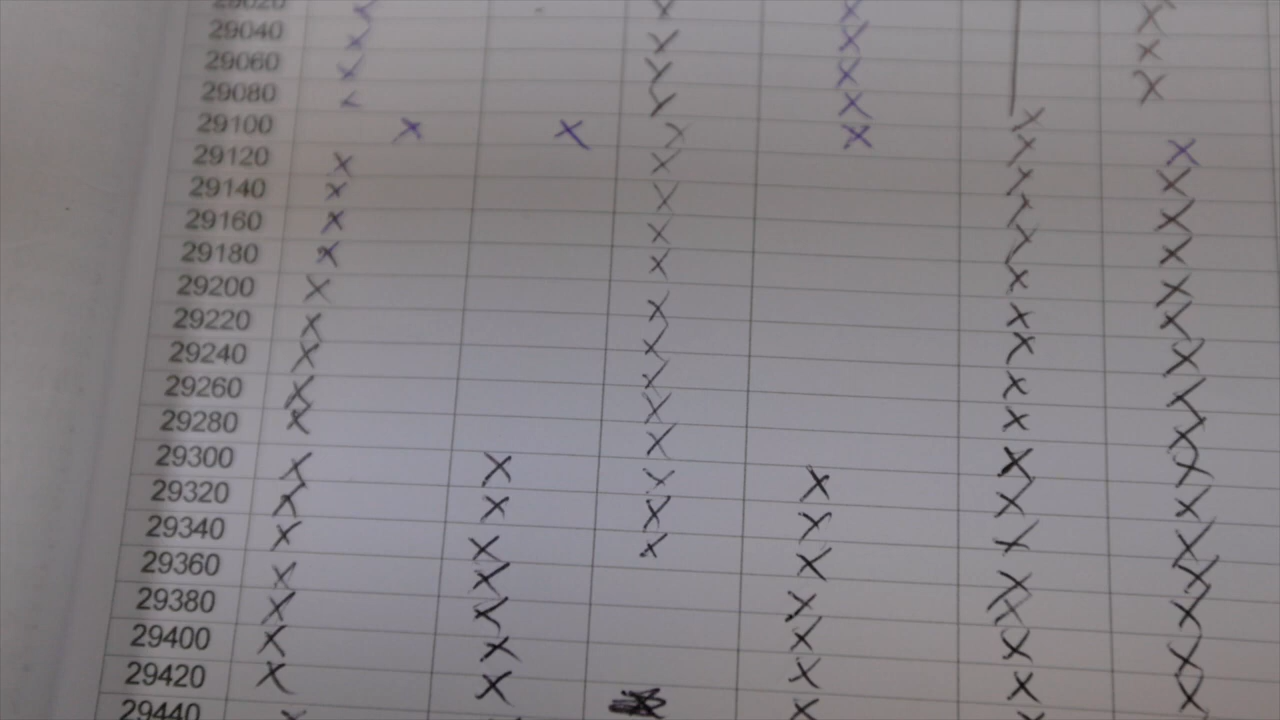 29020
29040 x x x x
29060 x x x x
29080 x x x x
29100 x x x x x
29120 x x x x
29140 x x x x
29160 x x x x
29180 x x x x
29200 x x x x
29220 x x x x
29240 x x x x
29260 x x x x
29280 x x x x
29300 x x x x x x
29320 x x x x x x
29340 x x x x x x
29360 x x x x x
29380 x x x x x
29400 x x x x x
29420 x x x x x
29440